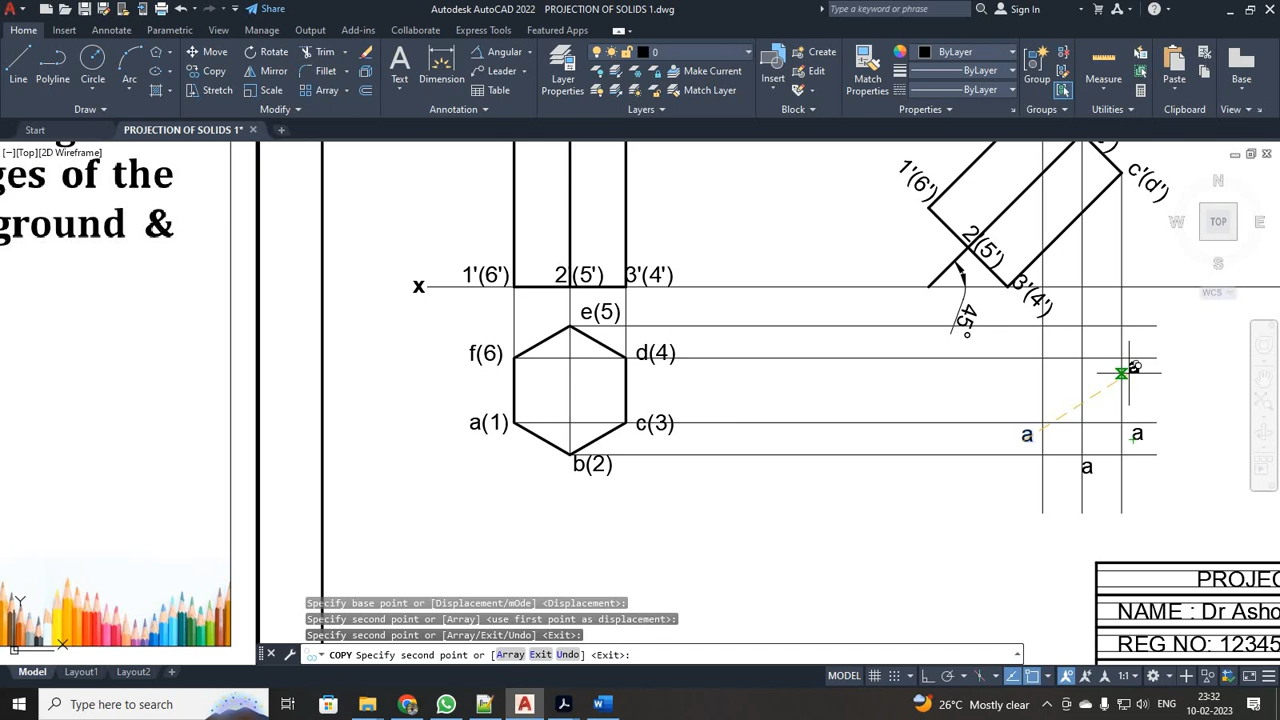 Share
Autodesk AutoCAD 2022 PROJECTION OF SOLIDS 1.dwg
Type a keyword or phrase
Sign In
Home Insert Annotate Parametric View Manage Output Add-ins Collaborate Express Tools Featured Apps
Line Polyline Circle Arc
Move Rotate Trim
Copy Mirror Fillet
Stretch Scale Array
Text Dimension
Angular
Leader
Table
Layer Properties
0
Make Current
Match Layer
Insert
Create
Edit
Match Properties
ByLayer
ByLayer
ByLayer
Group
Measure
Paste
Base
Draw Modify Annotation Layers Block Properties Groups Utilities Clipboard View
Start PROJECTION OF SOLIDS 1*
[−][Top][2D Wireframe]
ges of the
ground &
1'(6')
c'(d')
N
W TOP E
S
WCS
2'(5')
x 1'(6') 2 (5') 3'(4')
3'(4')
45°
e(5)
f(6) d(4)
a(1) c(3)
b(2)
a
a
a
Y
X
PROJEC
NAME : Dr Asho
REG NO: 12345
Specify base point or [Displacement/mOde] <Displacement>:
Specify second point or [Array] <use first point as displacement>:
Specify second point or [Array/Exit/Undo] <Exit>:
COPY Specify second point or [Array Exit Undo] <Exit>:
Model Layout1 Layout2
MODEL
1:1
Type here to search
26°C Mostly clear
ENG
23:32
10-02-2023